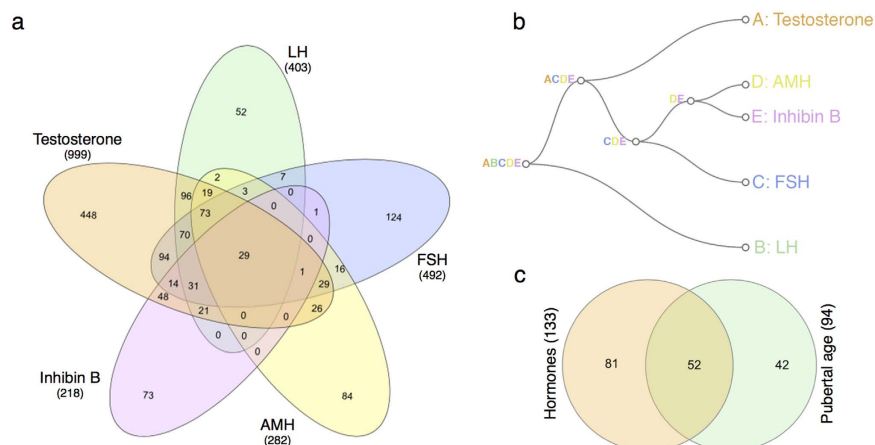 a
LH
(403)
52
Testosterone
(999)
448
2
7
96
19
3
0
0
1
73
124
70
0
94
29
FSH
(492)
1
16
14
31
29
48
21
0
0
26
0
0
0
Inhibin B
(218)
73
84
AMH
(282)
b
A: Testosterone
ACDE
D: AMH
DE
E: Inhibin B
CDE
ABCDE
C: FSH
B: LH
c
Hormones (133)
81
52
42
Pubertal age (94)